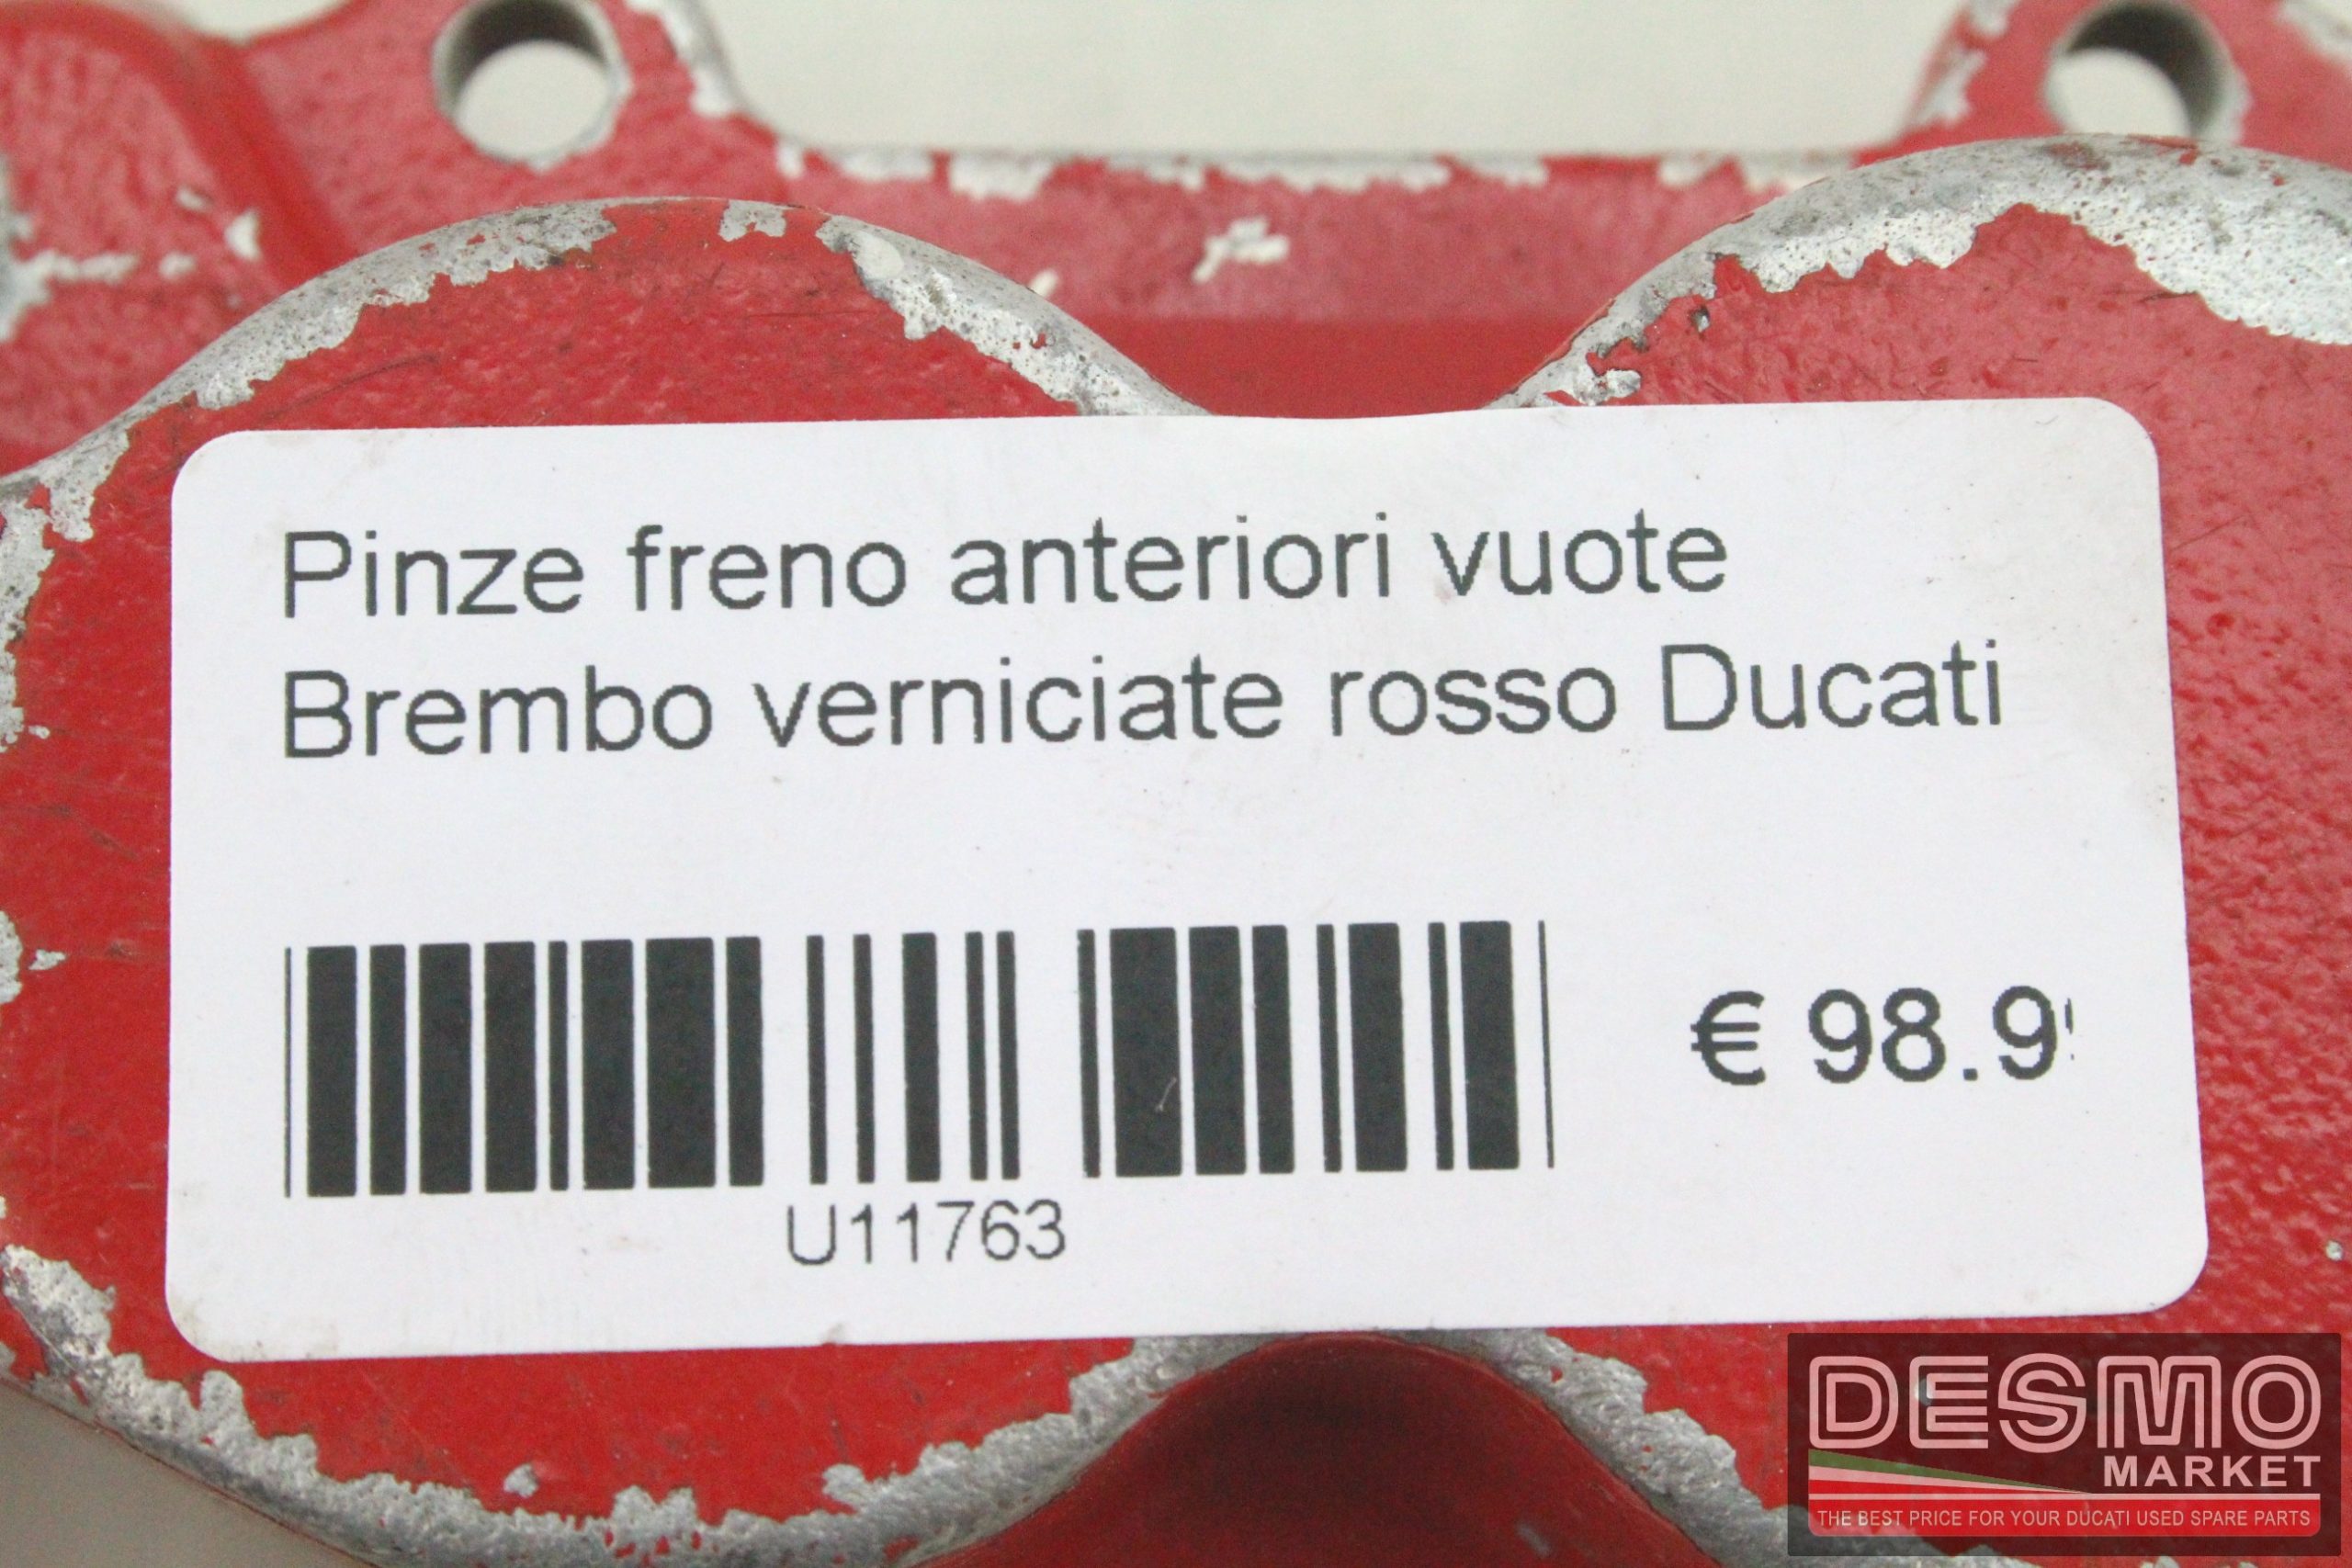 Pinze freno anteriori vuote
Brembo verniciate rosso Ducati
€ 98.9
U11763
DESMO
MARKET
THE BEST PRICE FOR YOUR DUCATI USED SPARE PARTS